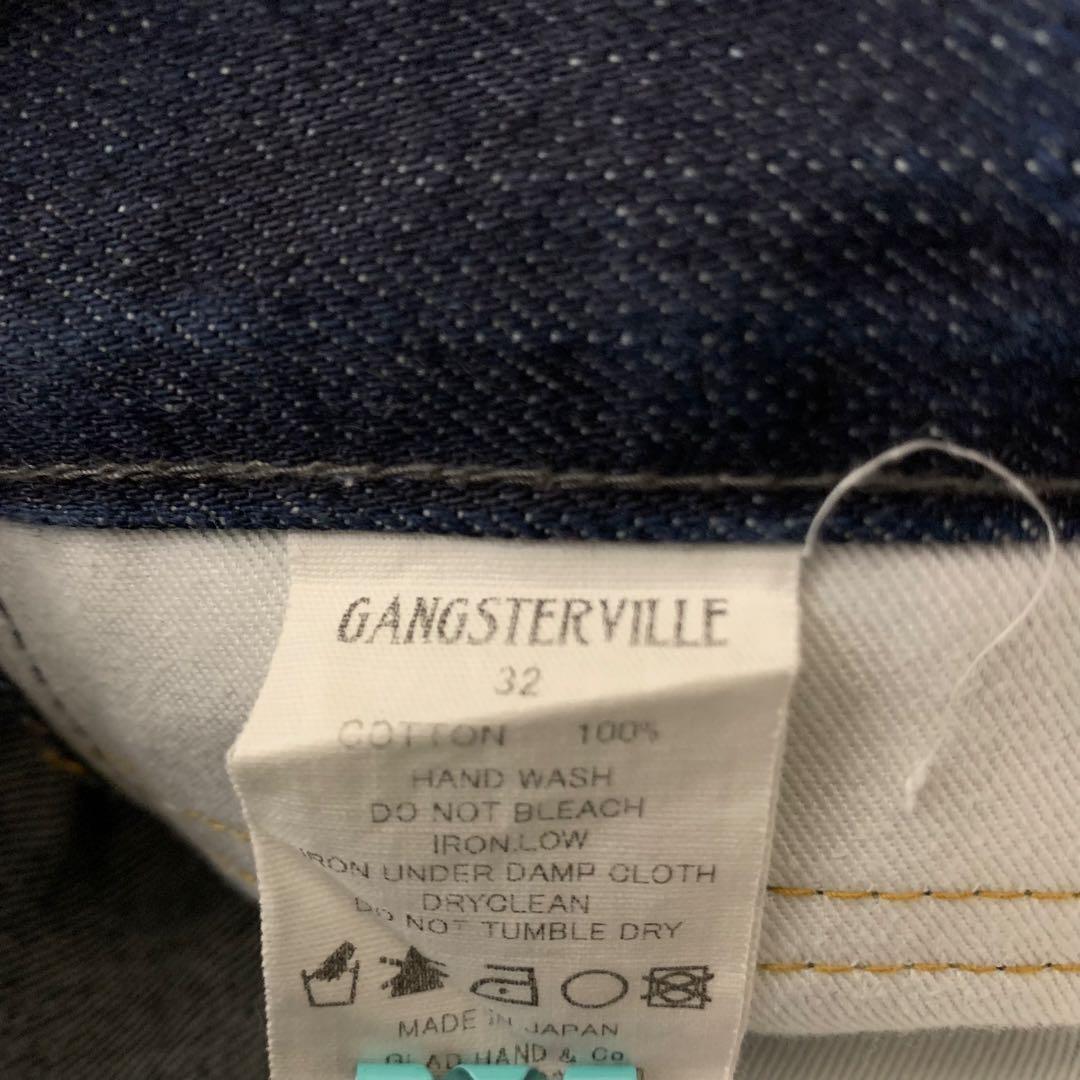 GANGSTERVILLE
32
COTTON 100%
HAND WASH
DO NOT BLEACH
IRON.LOW
IRON UNDER DAMP CLOTH
DRYCLEAN
DO NOT TUMBLE DRY
MADE IN JAPAN
GLAD HAND & Co